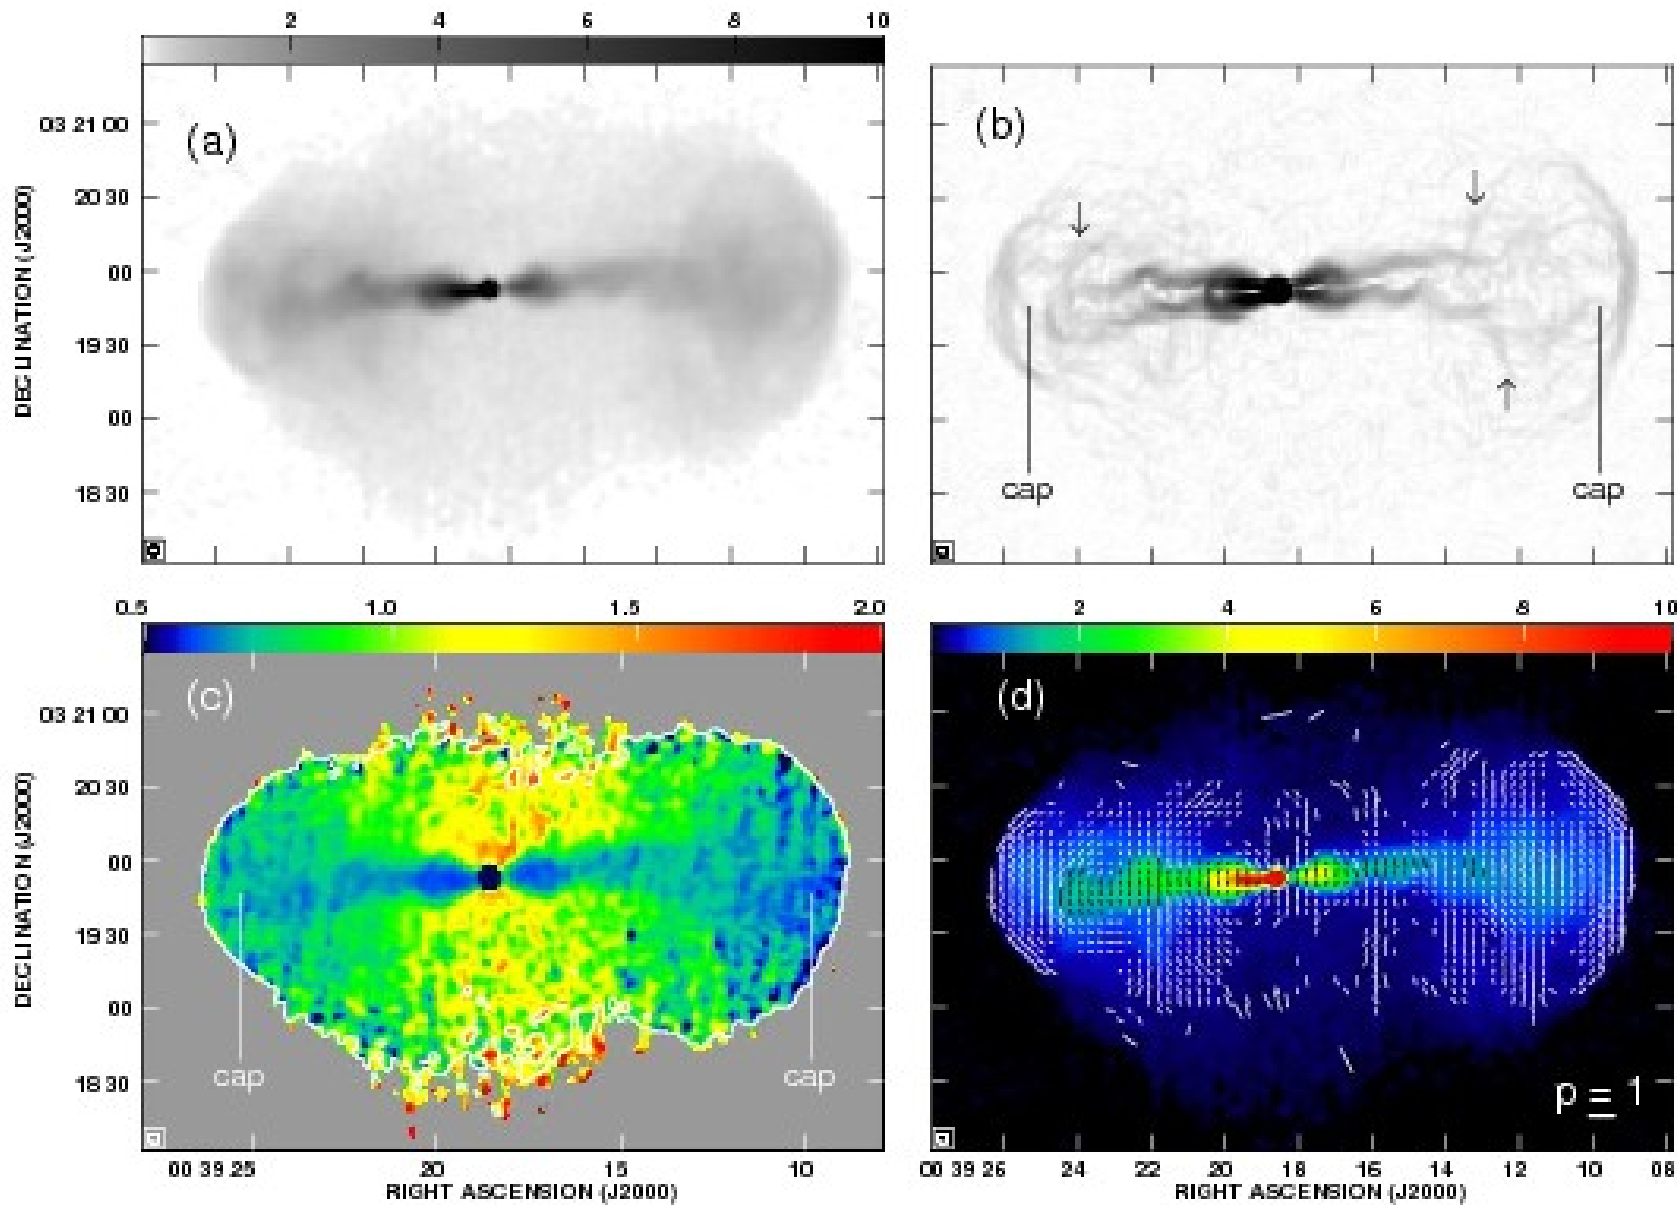 2 4 6 8 10
(a)
(b)
03 21 00
20 30
00
19 30
00
18 30
DECLINATION (J2000)
cap
cap
0.5 1.0 1.5 2.0
2 4 6 8 10
(c)
(d)
03 21 00
20 30
00
19 30
00
18 30
DECLINATION (J2000)
cap
cap
p = 1
00 39 25 20 15 10
RIGHT ASCENSION (J2000)
00 39 26 24 22 20 18 16 14 12 10 08
RIGHT ASCENSION (J2000)